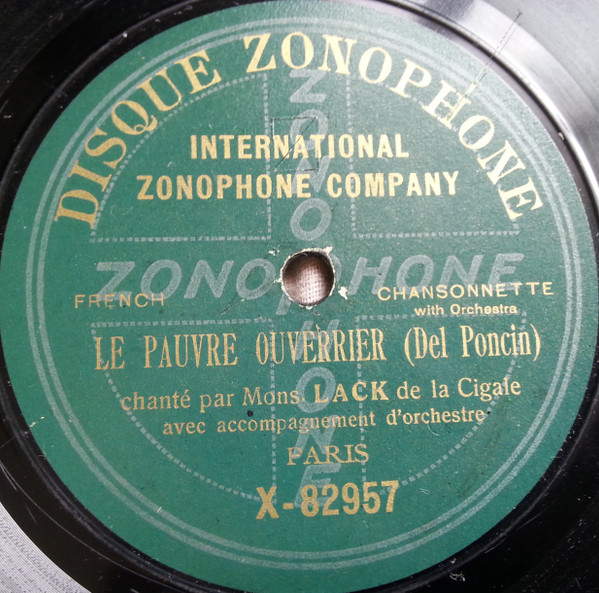 DISQUE ZONOPHONE
INTERNATIONAL
ZONOPHONE COMPANY
ZONOPHONE
ZONOPHONE
FRENCH
CHANSONNETTE
with Orchestra
LE PAUVRE OUVERRIER (Del Poncin)
chanté par Mons. LACK de la Cigale
avec accompagnement d'orchestre
PARIS
X-82957